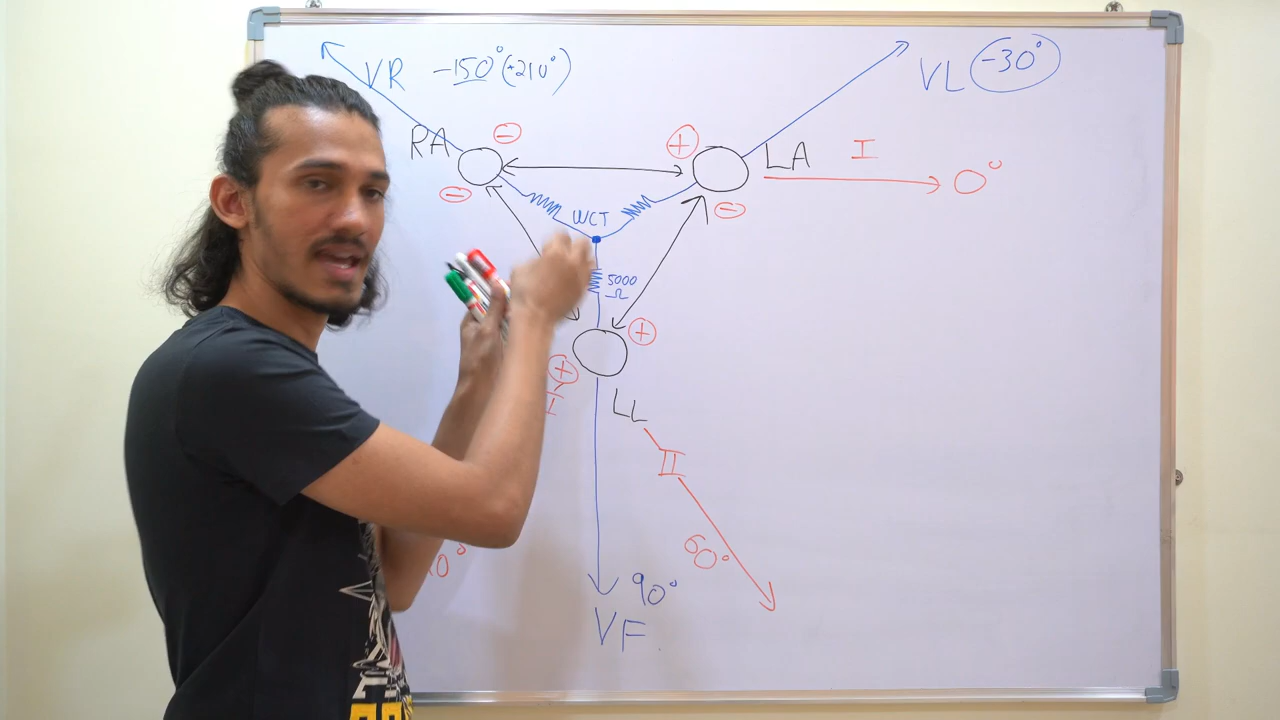 VR -150° (+210°)
VL -30°
RA
-
+
LA
I
0°
-
-
WCT
5000
Ω
+
+
LL
II
60°
90°
VF